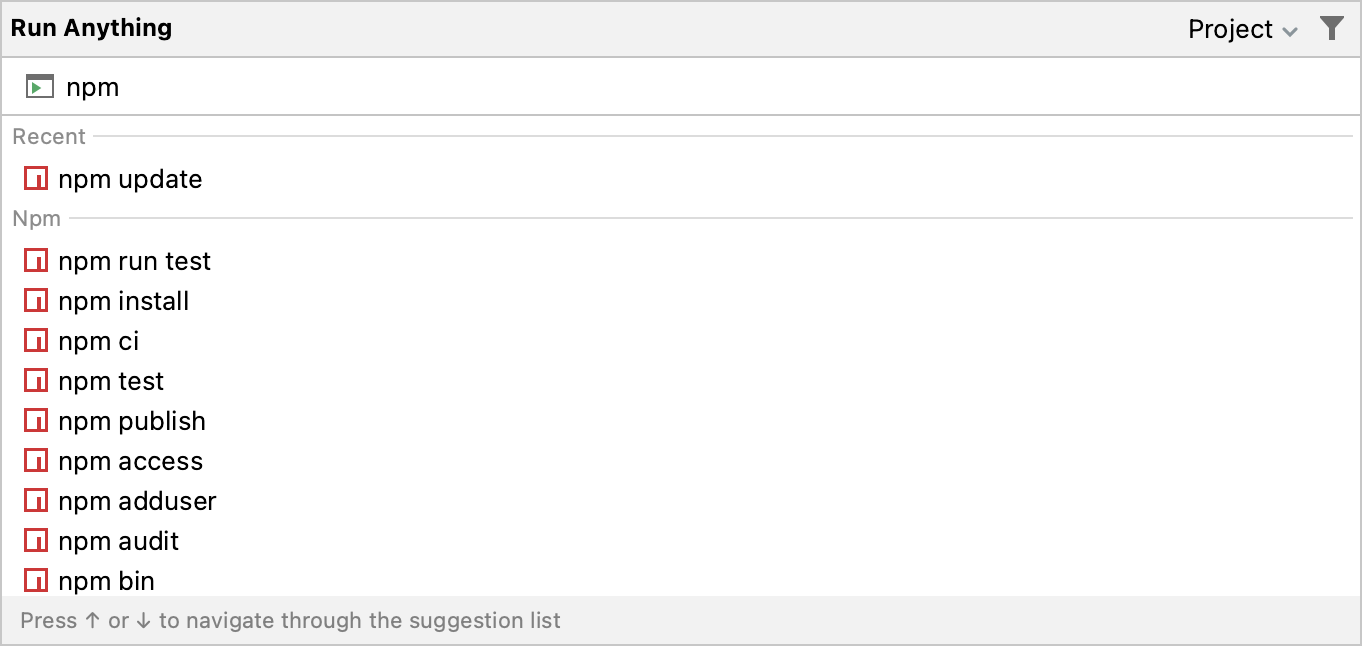 Run Anything
Project
npm
Recent
npm update
Npm
npm run test
npm install
npm ci
npm test
npm publish
npm access
npm adduser
npm audit
npm bin
Press ↑ or ↓ to navigate through the suggestion list